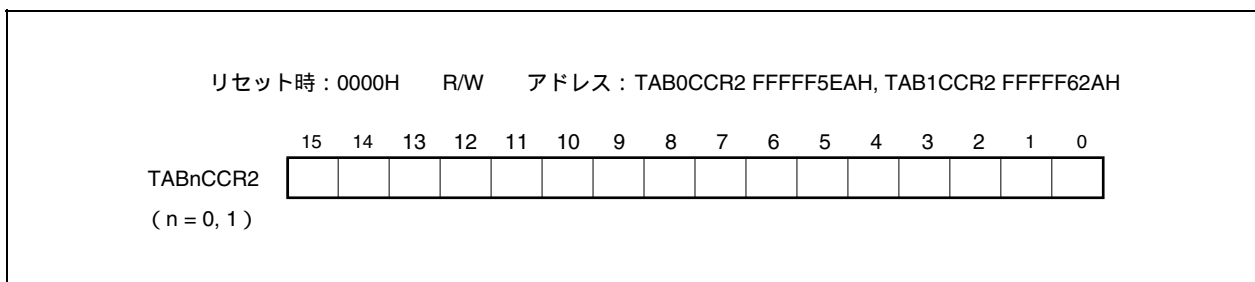 リセット時：0000H R/W アドレス：TAB0CCR2 FFFFF5EAH, TAB1CCR2 FFFFF62AH
15 14 13 12 11 10 9 8 7 6 5 4 3 2 1 0
TABnCCR2
（n = 0, 1）